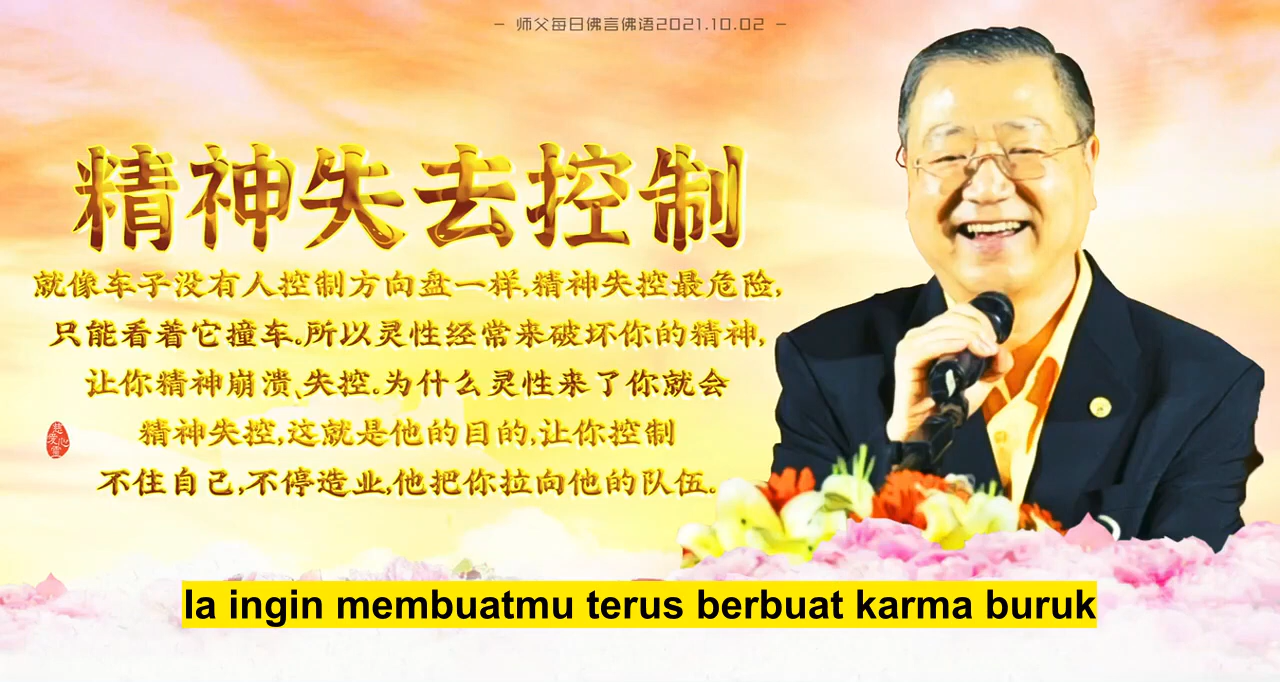 – 师父每日佛言佛语2021.10.02 –
精神失去控制
就像车子没有人控制方向盘一样,精神失控最危险,
只能看着它撞车。所以灵性经常来破坏你的精神,
让你精神崩溃、失控。为什么灵性来了你就会
精神失控,这就是他的目的,让你控制
不住自己,不停造业,他把你拉向他的队伍。
Ia ingin membuatmu terus berbuat karma buruk